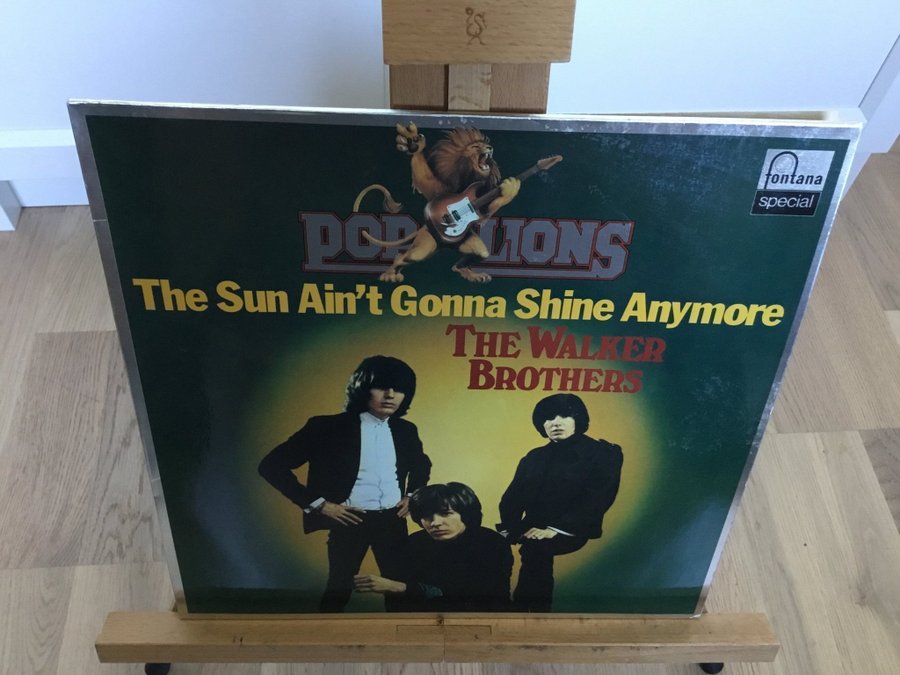 POP LIONS
fontana
special
The Sun Ain't Gonna Shine Anymore
THE WALKER
BROTHERS